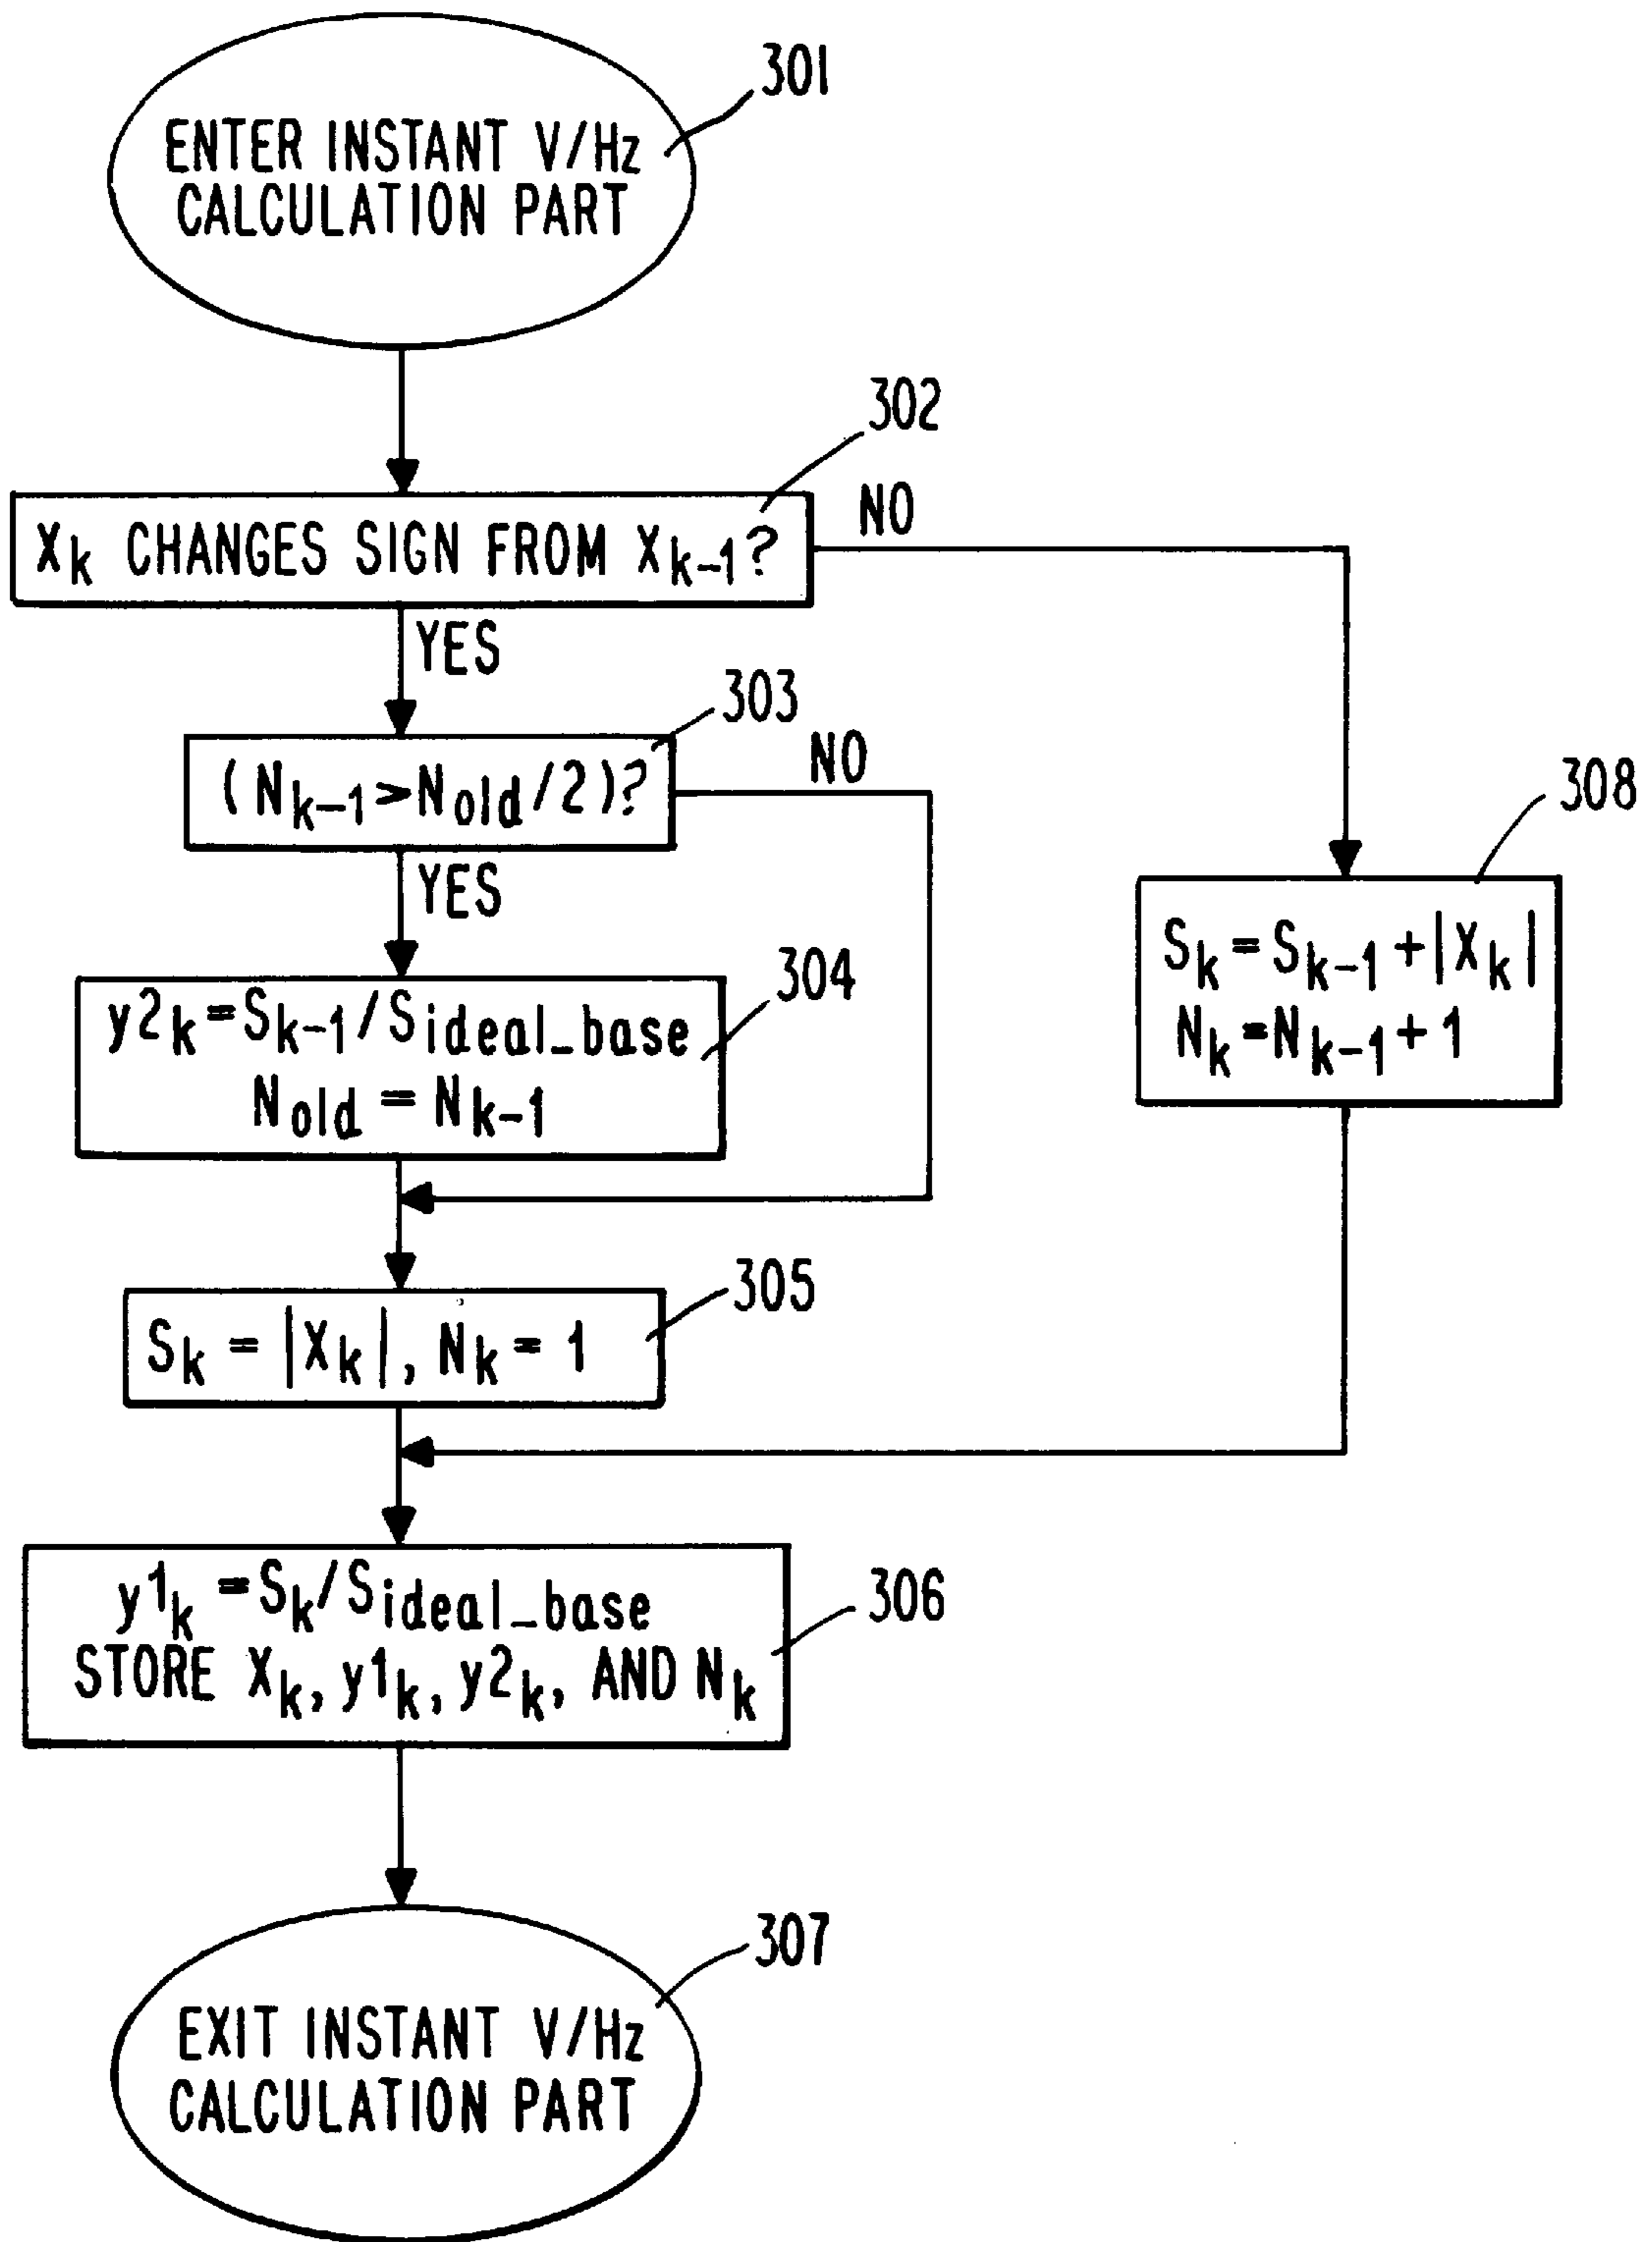 301
ENTER INSTANT V/Hz
CALCULATION PART
302
Xk CHANGES SIGN FROM Xk-1?
NO
YES
303
(Nk-1>Nold/2)?
NO
YES
304
y2k=Sk-1/Sideal_base
Nold = Nk-1
308
Sk=Sk-1+|Xk|
Nk=Nk-1+1
305
Sk = |Xk|, Nk = 1
306
y1k=Sk/Sideal_base
STORE Xk, y1k, y2k, AND Nk
307
EXIT INSTANT V/Hz
CALCULATION PART